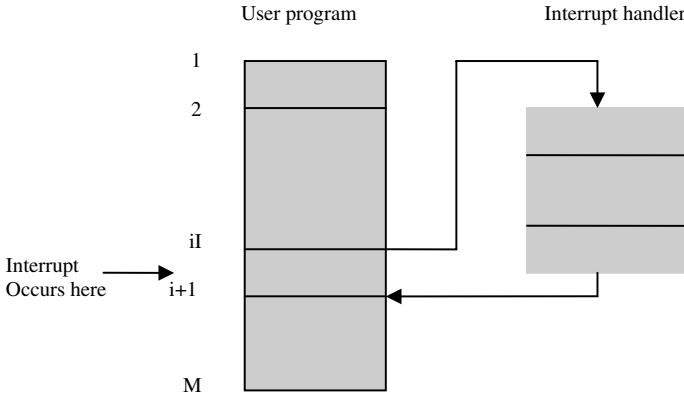 User program
Interrupt handler
1
2
iI
Interrupt
Occurs here
i+1
M